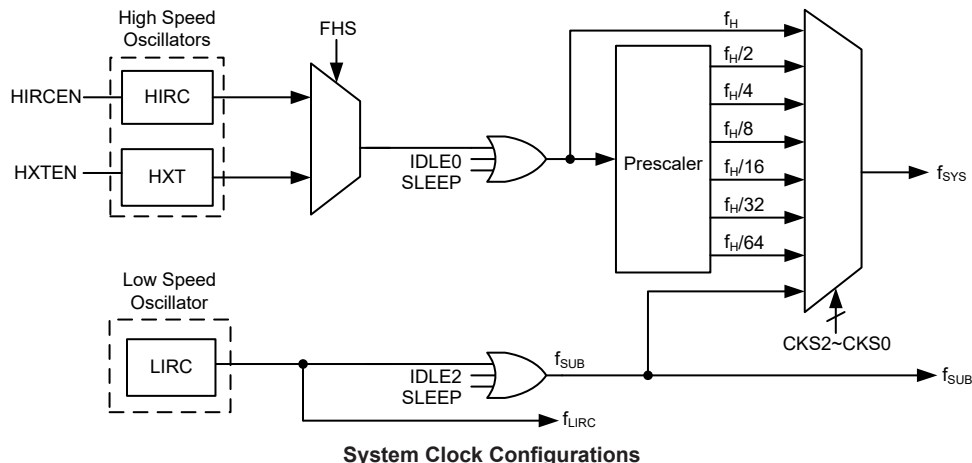 High Speed
Oscillators
FHS
HIRCEN
HIRC
HXTEN
HXT
IDLE0
SLEEP
Prescaler
fH
fH/2
fH/4
fH/8
fH/16
fH/32
fH/64
fSYS
CKS2~CKS0
Low Speed
Oscillator
LIRC
IDLE2
SLEEP
fSUB
fSUB
fLIRC
System Clock Configurations